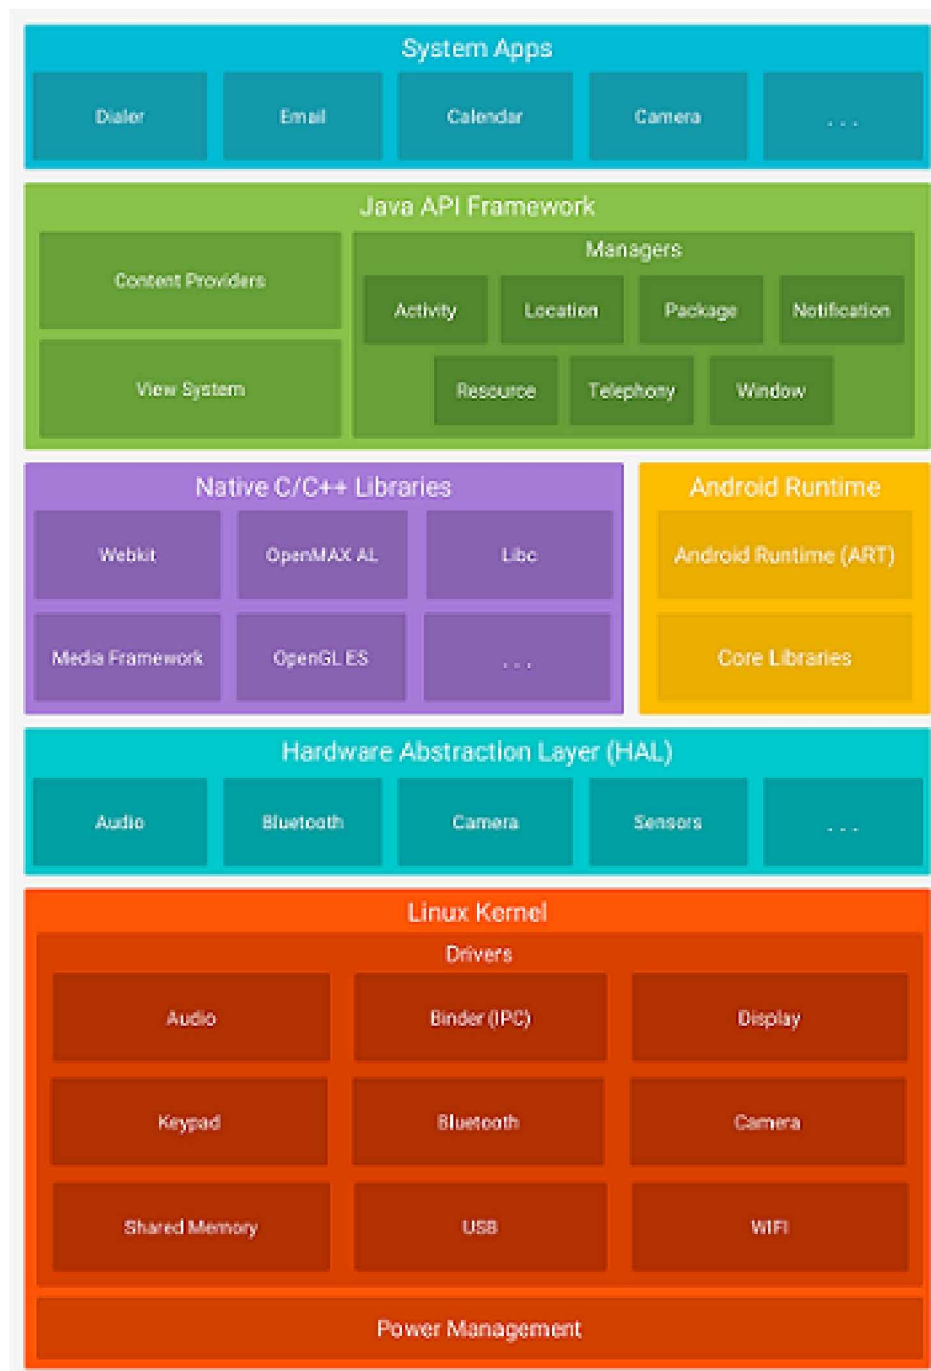 System Apps
Dialer Email Calendar Camera . . .
Java API Framework
Content Providers
View System
Managers
Activity Location Package Notification
Resource Telephony Window
Native C/C++ Libraries
Webkit OpenMAX AL Libc
Media Framework OpenGL ES . . .
Android Runtime
Android Runtime (ART)
Core Libraries
Hardware Abstraction Layer (HAL)
Audio Bluetooth Camera Sensors . . .
Linux Kernel
Drivers
Audio Binder (IPC) Display
Keypad Bluetooth Camera
Shared Memory USB WIFI
Power Management